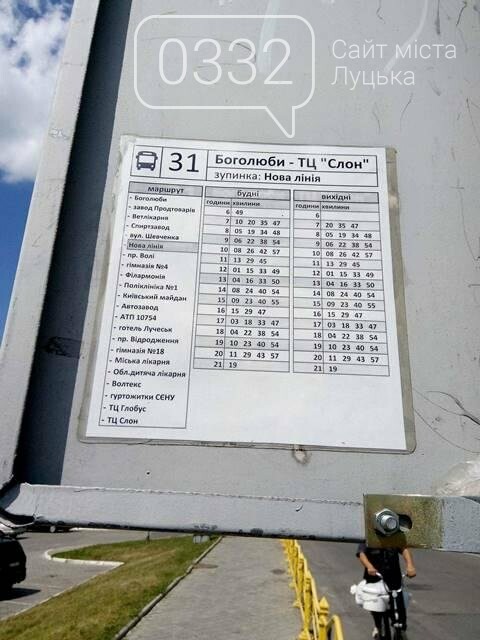 0332
Сайт міста
Луцька
31
Боголюби - ТЦ "Слон"
зупинка: Нова лінія
маршрут
- Боголюби
- завод Продтоварів
- Ветлікарня
- Спиртзавод
вул. Шевченка
Нова лінія
- пр. Волі
- гімназія №4
- Філармонія
- Поліклініка №1
- Київський майдан
- Автозавод
- АТП 10754
- готель Лучеськ
- пр. Відродження
- гімназія №18
- Міська лікарня
- Обл.дитяча лікарня
- Волтекс
- гуртожитки СЄНУ
- ТЦ Глобус
- ТЦ Слон
будні
години хвилини
6 49
7 10 20 35 47
8 05 19 34 48
9 06 22 38 54
10 08 26 42 57
11 13 29 45
12 01 15 33 49
13 04 16 33 50
14 08 24 40 54
15 09 23 40 55
16 15 29 47
17 03 18 33 47
18 04 22 38 54
19 10 23 40 54
20 11 29 43 57
21 19
вихідні
години хвилини
6
7 20 35 47
8 05 19 34 48
9 06 22 38 54
10 08 26 42 57
11 13 29 45
12 01 15 33 49
13 04 16 33 50
14 08 24 40 54
15 09 23 40 55
16 15 29 47
17 03 18 33 47
18 04 22 38 54
19 10 23 40 54
20 11 29 43 57
21 19